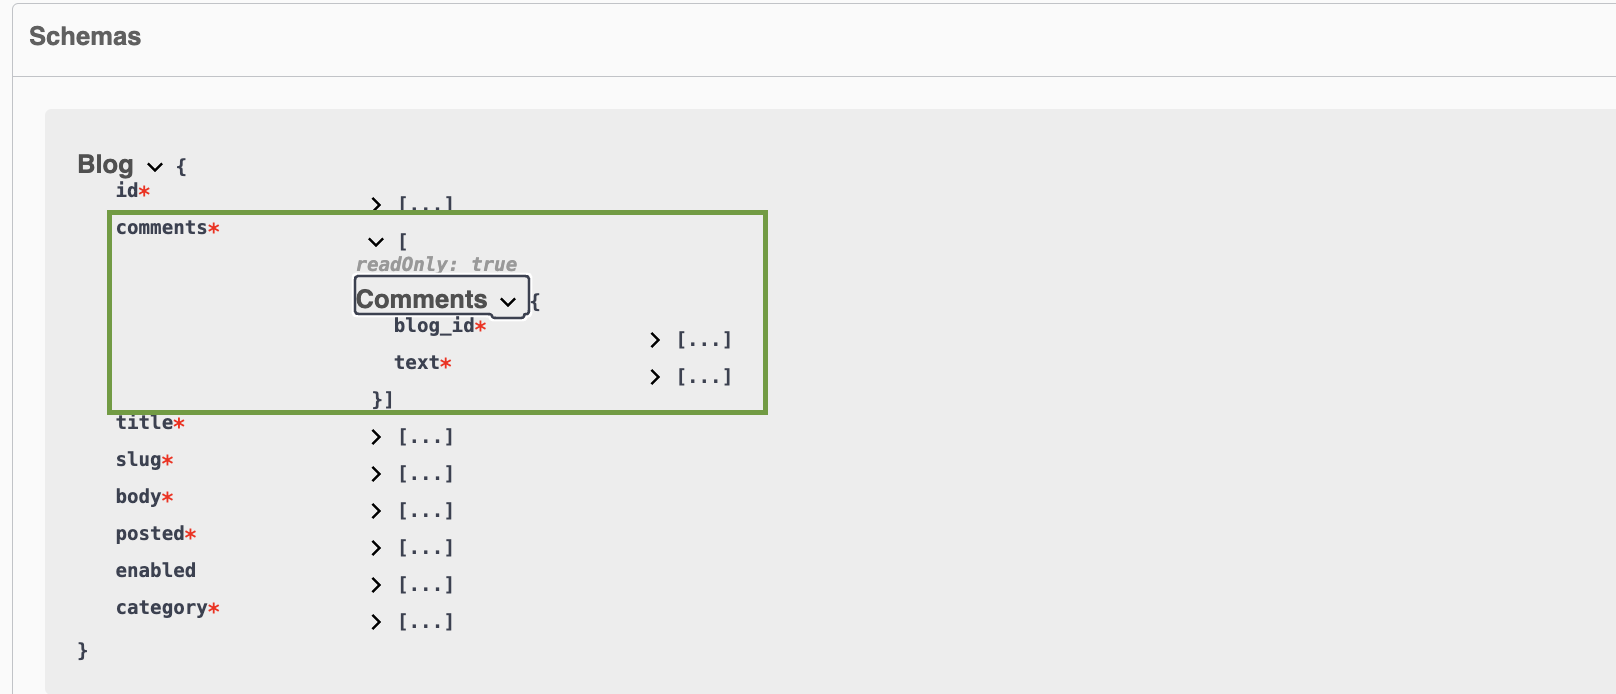 Schemas
Blog {
id*
[...]
comments*
[
readOnly: true
Comments {
blog_id*
[...]
text*
[...]
}]
title*
[...]
slug*
[...]
body*
[...]
posted*
[...]
enabled
[...]
category*
[...]
}